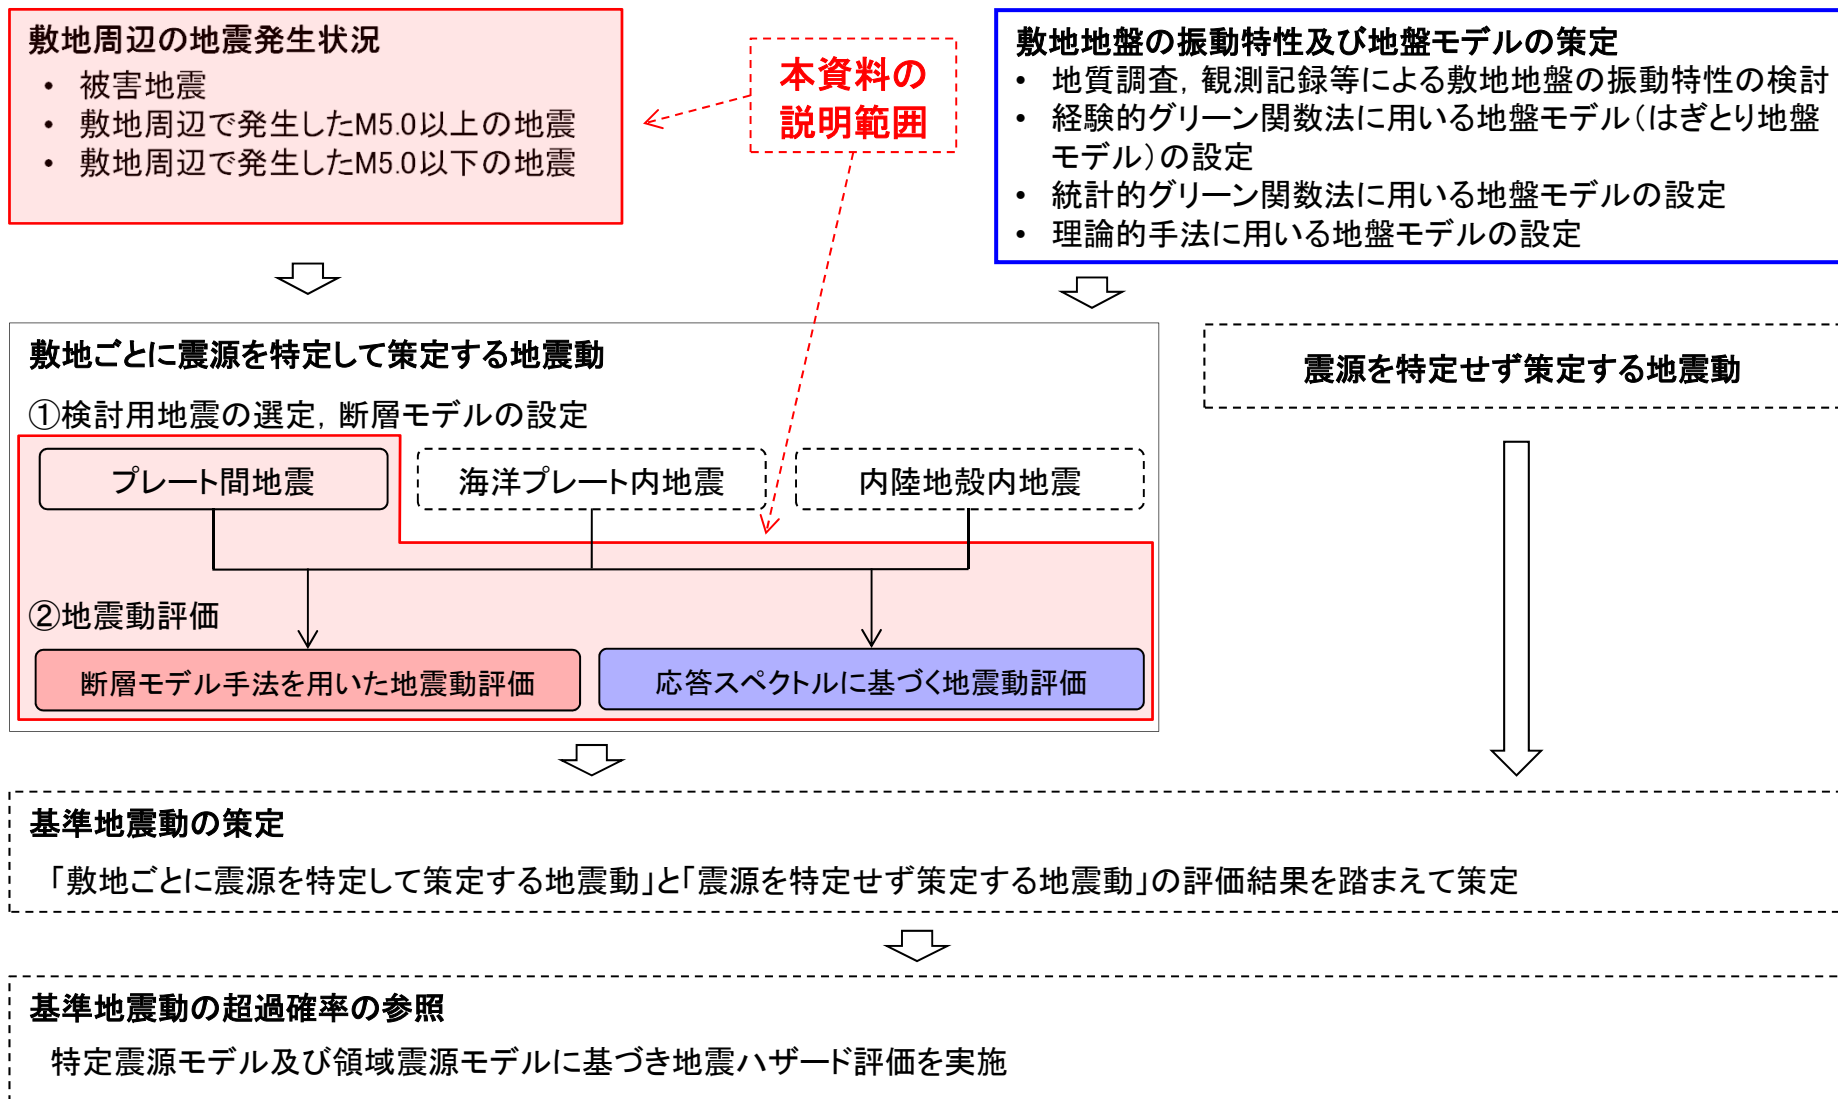 敷地周辺の地震発生状況
• 被害地震
• 敷地周辺で発生したM5.0以上の地震
• 敷地周辺で発生したM5.0以下の地震
本資料の
説明範囲
敷地地盤の振動特性及び地盤モデルの策定
• 地質調査，観測記録等による敷地地盤の振動特性の検討
• 経験的グリーン関数法に用いる地盤モデル（はぎとり地盤
モデル）の設定
• 統計的グリーン関数法に用いる地盤モデルの設定
• 理論的手法に用いる地盤モデルの設定
敷地ごとに震源を特定して策定する地震動
①検討用地震の選定，断層モデルの設定
プレート間地震
海洋プレート内地震
内陸地殻内地震
②地震動評価
断層モデル手法を用いた地震動評価
応答スペクトルに基づく地震動評価
震源を特定せず策定する地震動
基準地震動の策定
「敷地ごとに震源を特定して策定する地震動」と「震源を特定せず策定する地震動」の評価結果を踏まえて策定
基準地震動の超過確率の参照
特定震源モデル及び領域震源モデルに基づき地震ハザード評価を実施